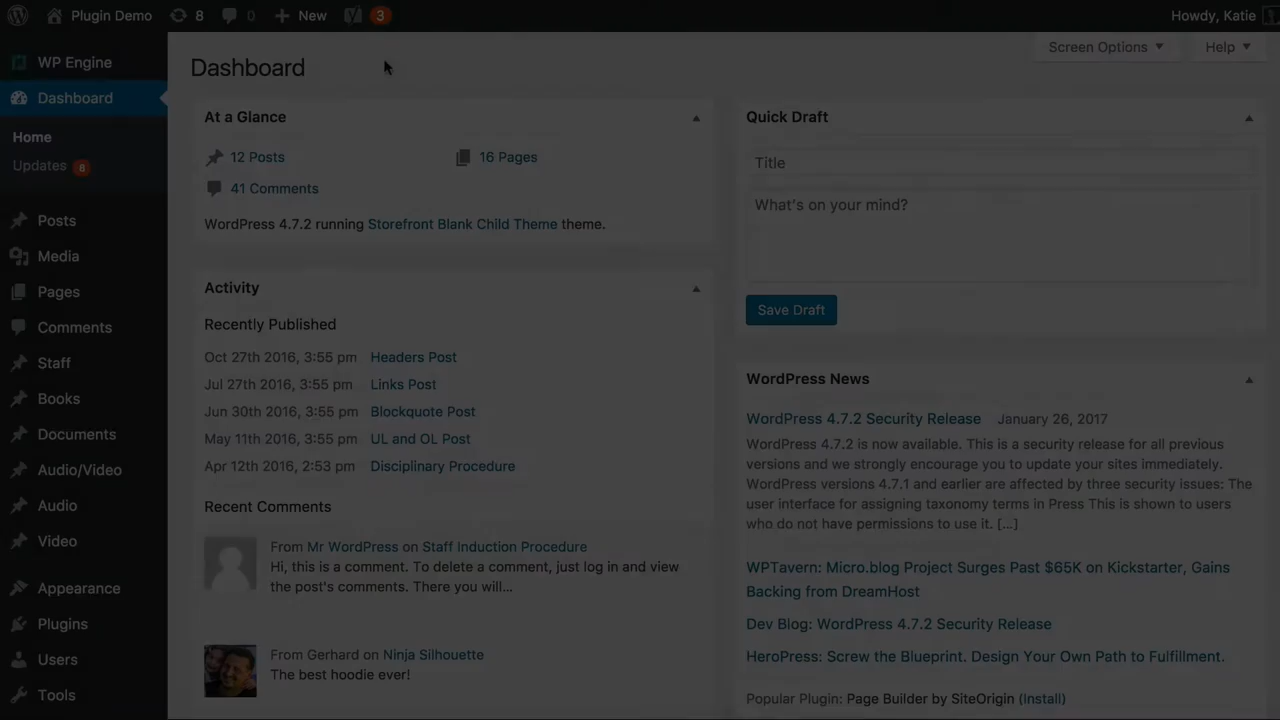 Plugin Demo 8 0 New 3 Howdy, Katie
WP Engine
Dashboard
Home
Updates 8
Posts
Media
Pages
Comments
Staff
Books
Documents
Audio/Video
Audio
Video
Appearance
Plugins
Users
Tools
Screen Options Help
Dashboard
At a Glance
12 Posts 16 Pages
41 Comments
WordPress 4.7.2 running Storefront Blank Child Theme theme.
Activity
Recently Published
Oct 27th 2016, 3:55 pm Headers Post
Jul 27th 2016, 3:55 pm Links Post
Jun 30th 2016, 3:55 pm Blockquote Post
May 11th 2016, 3:55 pm UL and OL Post
Apr 12th 2016, 2:53 pm Disciplinary Procedure
Recent Comments
From Mr WordPress on Staff Induction Procedure
Hi, this is a comment. To delete a comment, just log in and view
the post's comments. There you will…
From Gerhard on Ninja Silhouette
The best hoodie ever!
Quick Draft
Title
What's on your mind?
Save Draft
WordPress News
WordPress 4.7.2 Security Release January 26, 2017
WordPress 4.7.2 is now available. This is a security release for all previous
versions and we strongly encourage you to update your sites immediately.
WordPress versions 4.7.1 and earlier are affected by three security issues: The
user interface for assigning taxonomy terms in Press This is shown to users
who do not have permissions to use it. […]
WPTavern: Micro.blog Project Surges Past $65K on Kickstarter, Gains
Backing from DreamHost
Dev Blog: WordPress 4.7.2 Security Release
HeroPress: Screw the Blueprint. Design Your Own Path to Fulfillment.
Popular Plugin: Page Builder by SiteOrigin (Install)